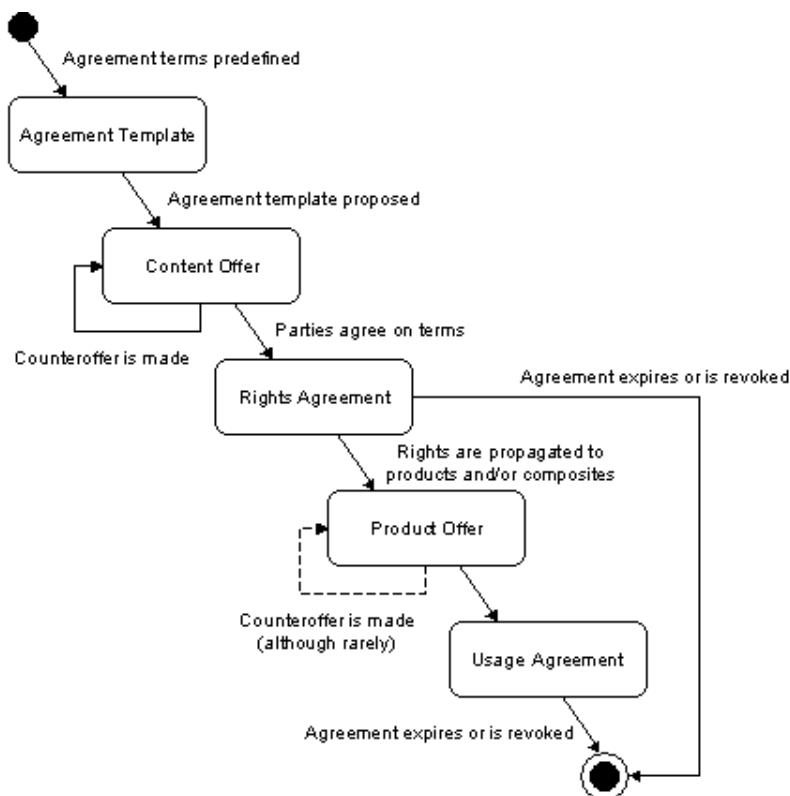 Agreement terms predefined
Agreement Template
Agreement template proposed
Content Offer
Parties agree on terms
Counteroffer is made
Agreement expires or is revoked
Rights Agreement
Rights are propagated to
products and/or composites
Product Offer
Counteroffer is made
(although rarely)
Usage Agreement
Agreement expires or is revoked